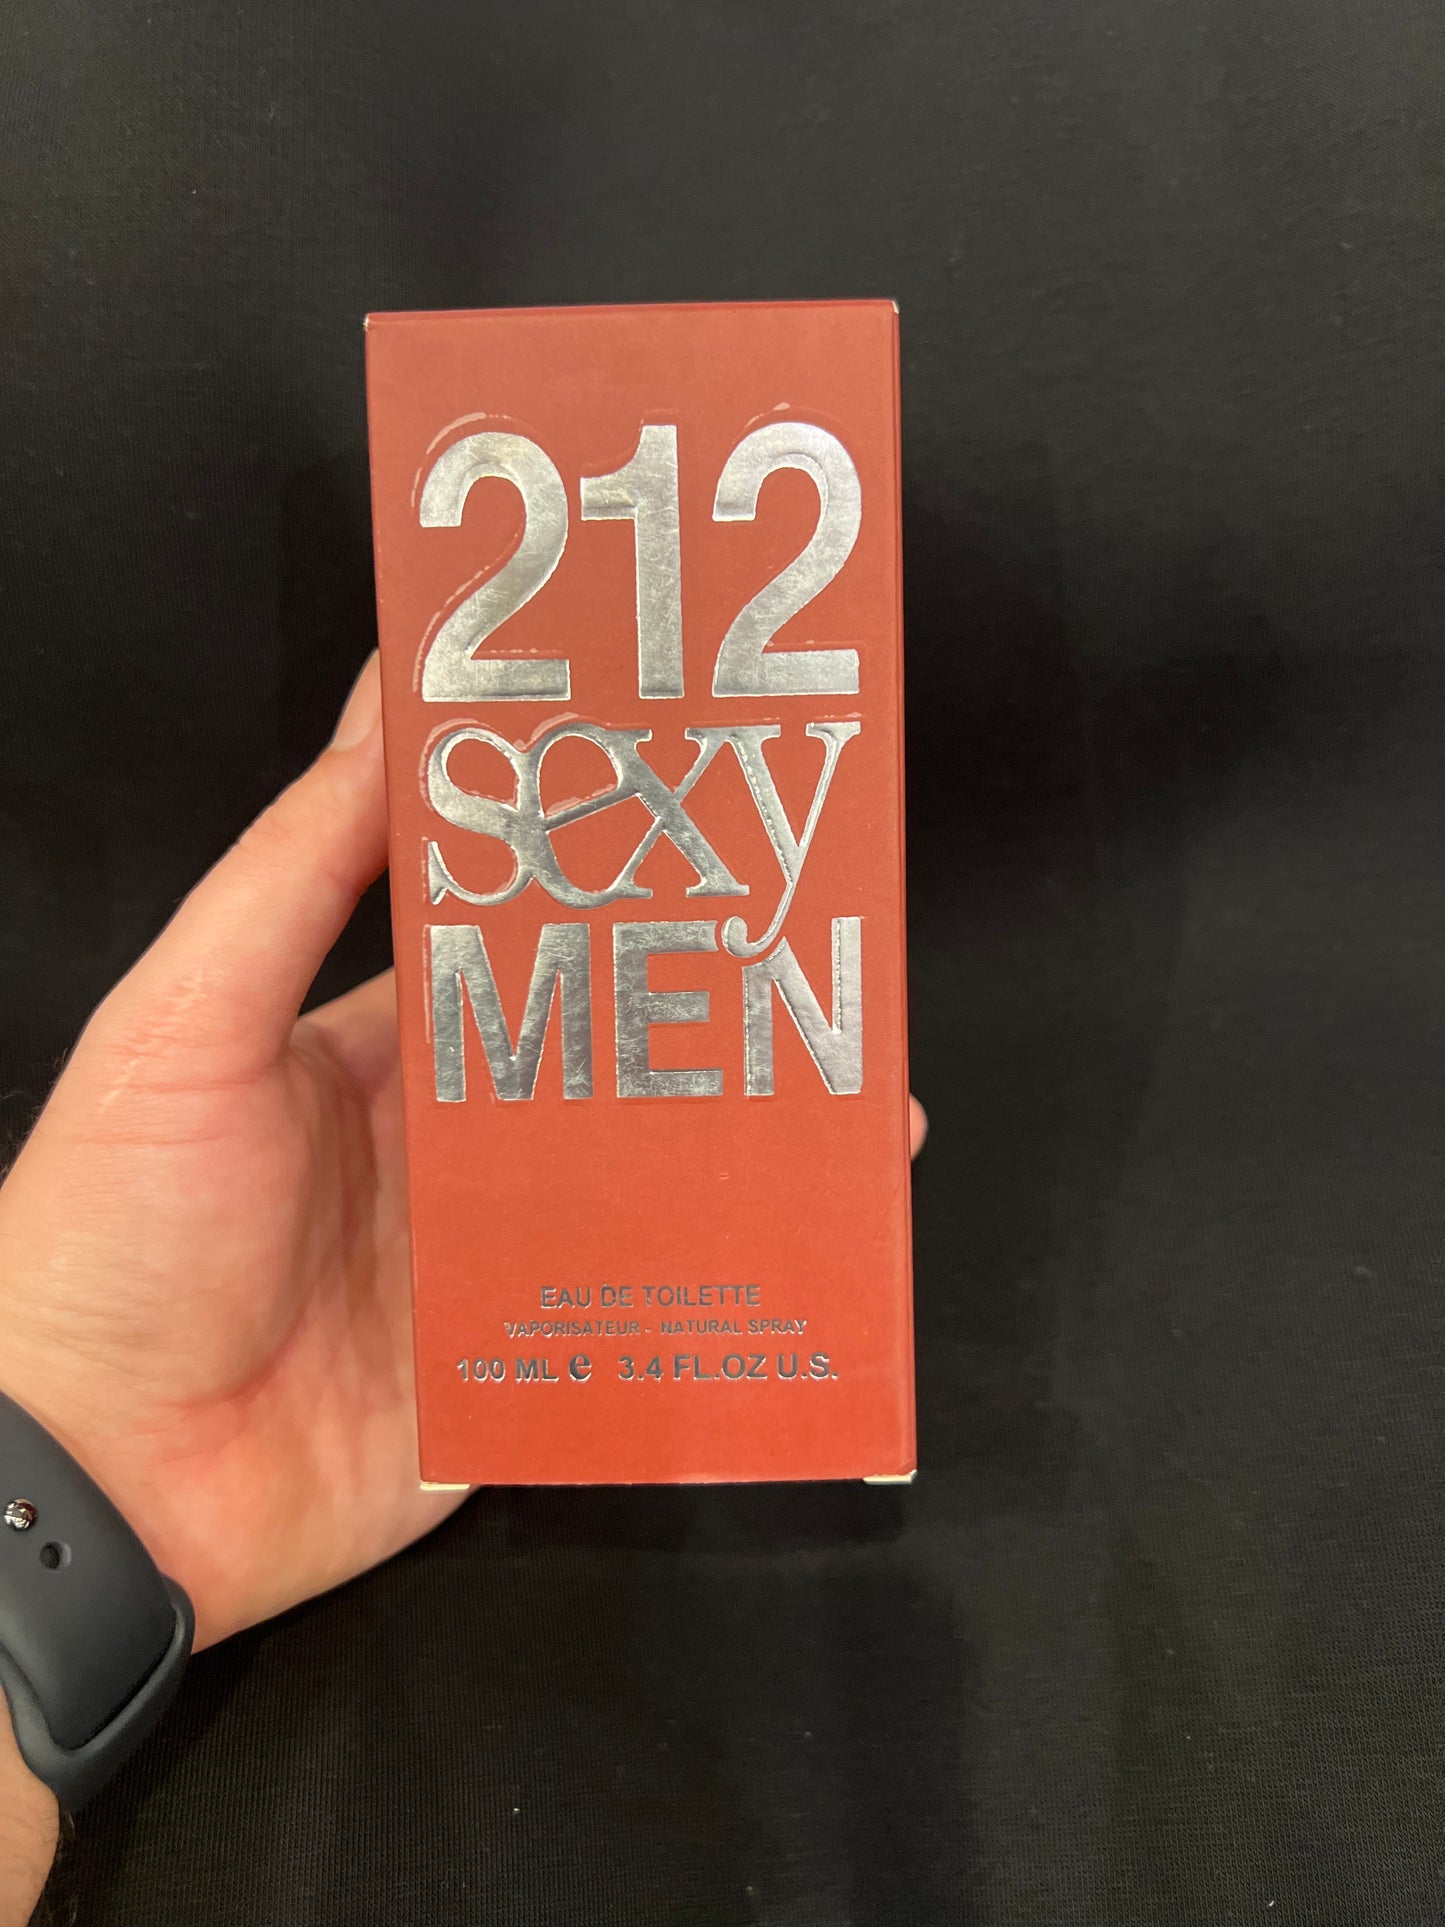 212
sexy
MEN
EAU DE TOILETTE
VAPORISATEUR - NATURAL SPRAY
100 ML e 3.4 FL.OZ U.S.